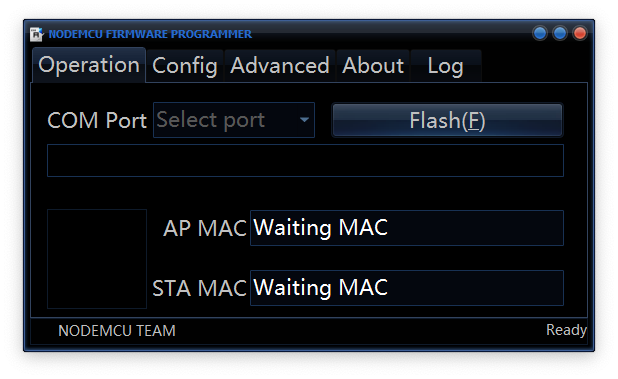 NODEMCU FIRMWARE PROGRAMMER
Operation Config Advanced About Log
COM Port Select port Flash(F)
AP MAC Waiting MAC
STA MAC Waiting MAC
NODEMCU TEAM Ready